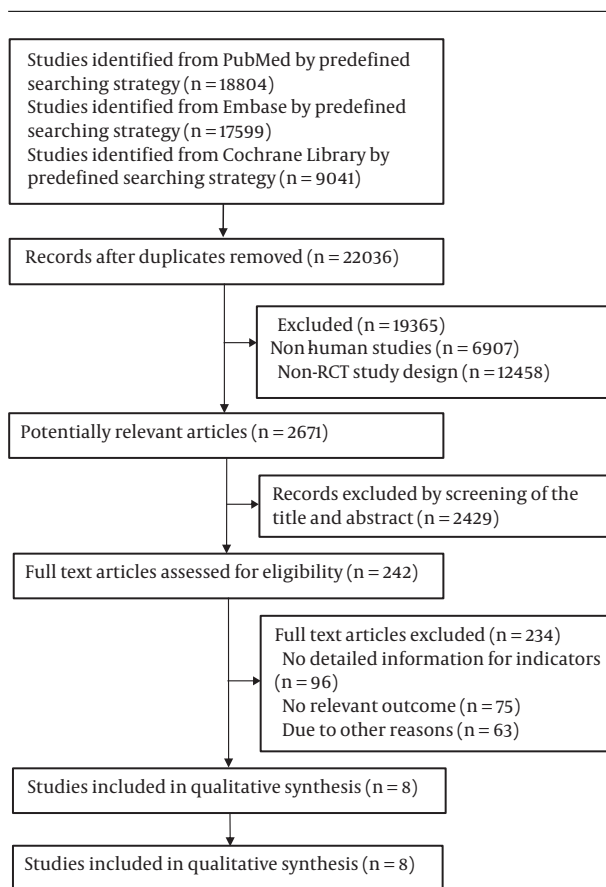 Studies identified from PubMed by predefined
searching strategy (n = 18804)
Studies identified from Embase by predefined
searching strategy (n = 17599)
Studies identified from Cochrane Library by
predefined searching strategy (n = 9041)
Records after duplicates removed (n = 22036)
Excluded (n = 19365)
Non-human studies (n = 6907)
Non-RCT study design (n = 12458)
Potentially relevant articles (n = 2671)
Records excluded by screening of the
title and abstract (n = 2429)
Full text articles assessed for eligibility (n = 242)
Full text articles excluded (n = 234)
No detailed information for indicators
(n = 96)
No relevant outcome (n = 75)
Due to other reasons (n = 63)
Studies included in qualitative synthesis (n = 8)
Studies included in qualitative synthesis (n = 8)